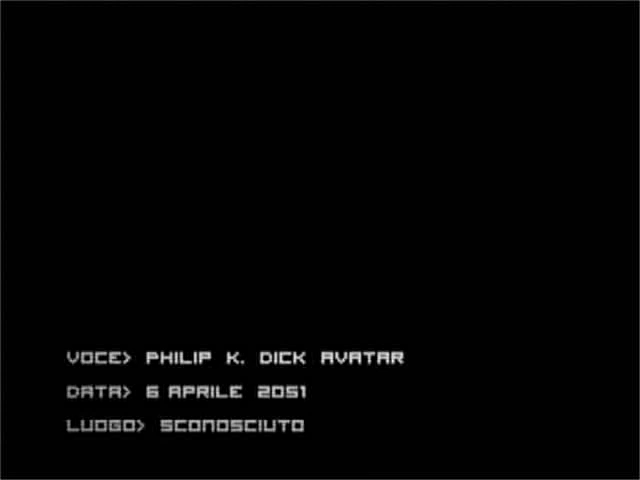 VOCE> PHILIP K. DICK AVATAR
DATA> 6 APRILE 2051
LUOGO> SCONOSCIUTO